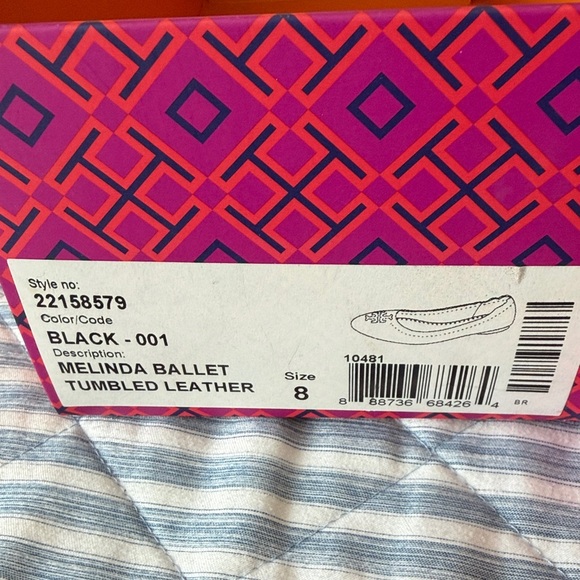 Style no:
22158579
Color/Code
BLACK - 001
Description:
MELINDA BALLET
TUMBLED LEATHER
Size
8
10481
8 88736 68426 4
BR